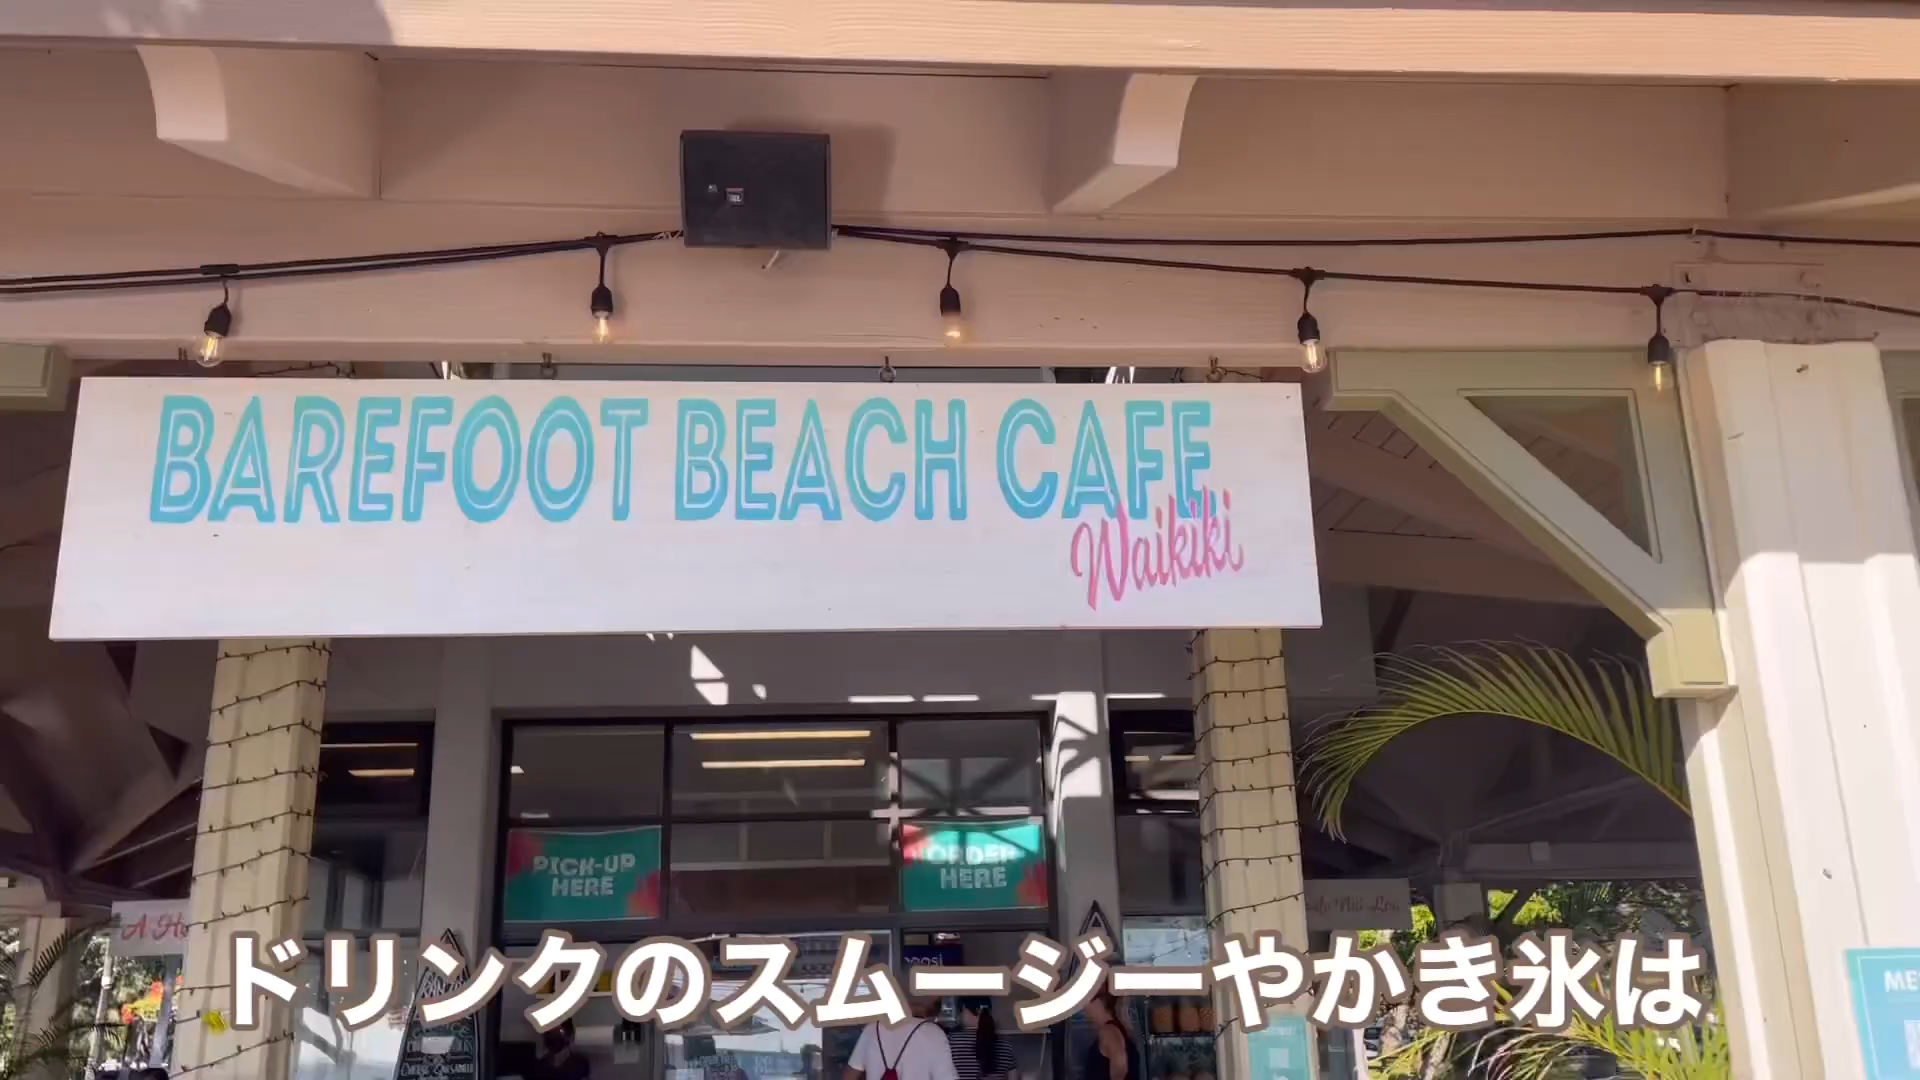 BAREFOOT BEACH CAFE
Waikiki
PICK-UP
HERE
ORDER
HERE
ドリンクのスムージーやかき氷は